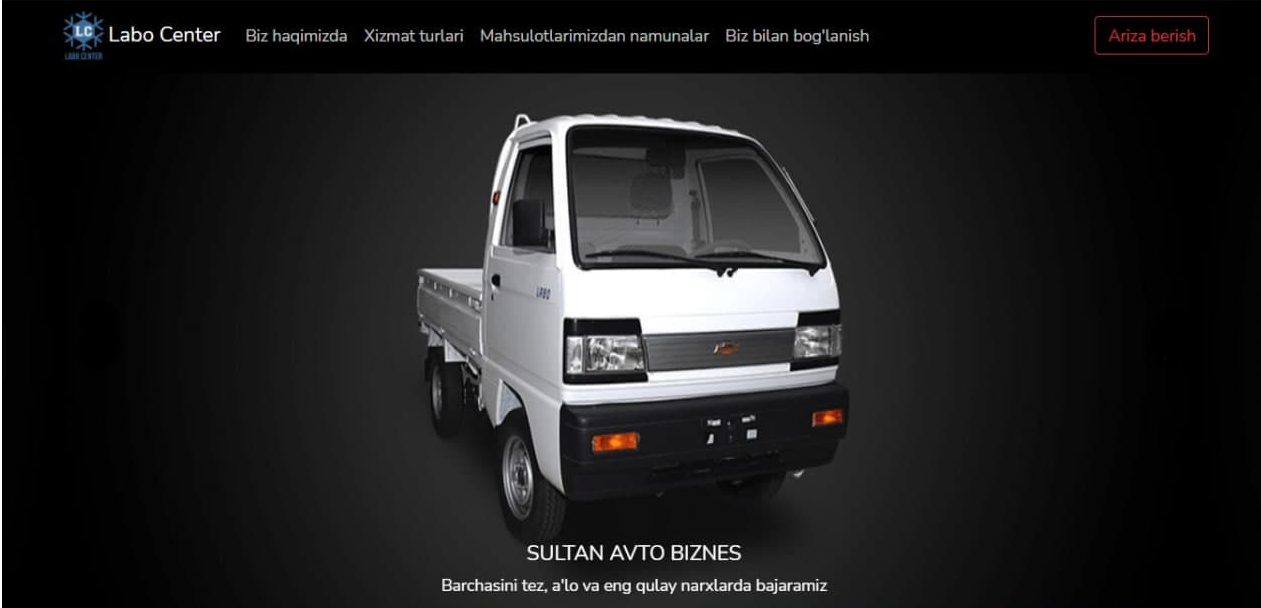 LC
LABO CENTER
Labo Center
Biz haqimizda
Xizmat turlari
Mahsulotlarimizdan namunalar
Biz bilan bog'lanish
Ariza berish
LABO
SULTAN AVTO BIZNES
Barchasini tez, a'lo va eng qulay narxlarda bajaramiz